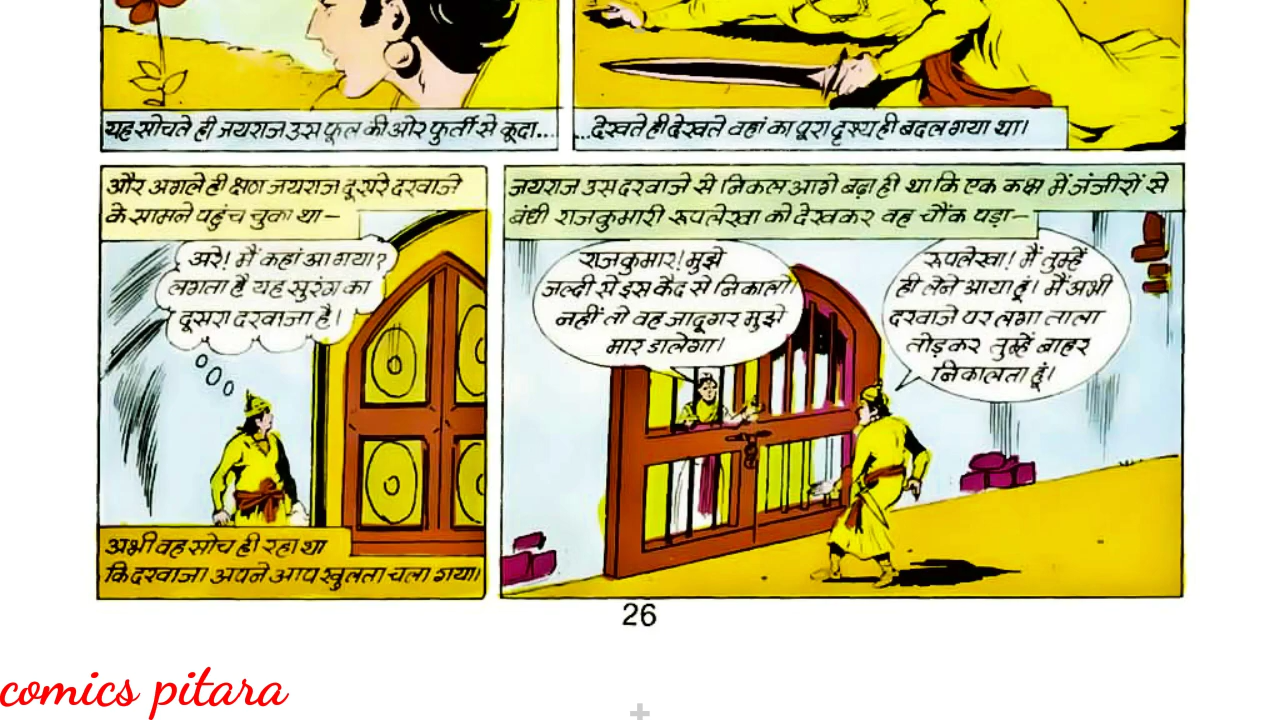 यह सोचते ही जयराज उस फूल की ओर फुर्ती से कूदा...
...देखते ही देखते वहां का पूरा दृश्य ही बदल गया था।
और अगले ही क्षण जयराज दूसरे दरवाजे
के सामने पहुंच चुका था—
अरे! मैं कहां आ गया?
लगता है यह सुरंग का
दूसरा दरवाजा है!
अभी वह सोच ही रहा था
कि दरवाजा अपने आप खुलता चला गया।
जयराज उस दरवाजे से निकल आगे बढ़ा ही था कि एक कक्ष में जंजीरों से
बंधी राजकुमारी रूपलेखा को देखकर वह चौंक पड़ा—
राजकुमार! मुझे
जल्दी से इस कैद से निकालो!
नहीं तो वह जादूगर मुझे
मार डालेगा।
रूपलेखा! मैं तुम्हें
ही लेने आया हूं। मैं अभी
दरवाजे पर लगा ताला
तोड़कर तुम्हें बाहर
निकालता हूं!
26
comics pitara